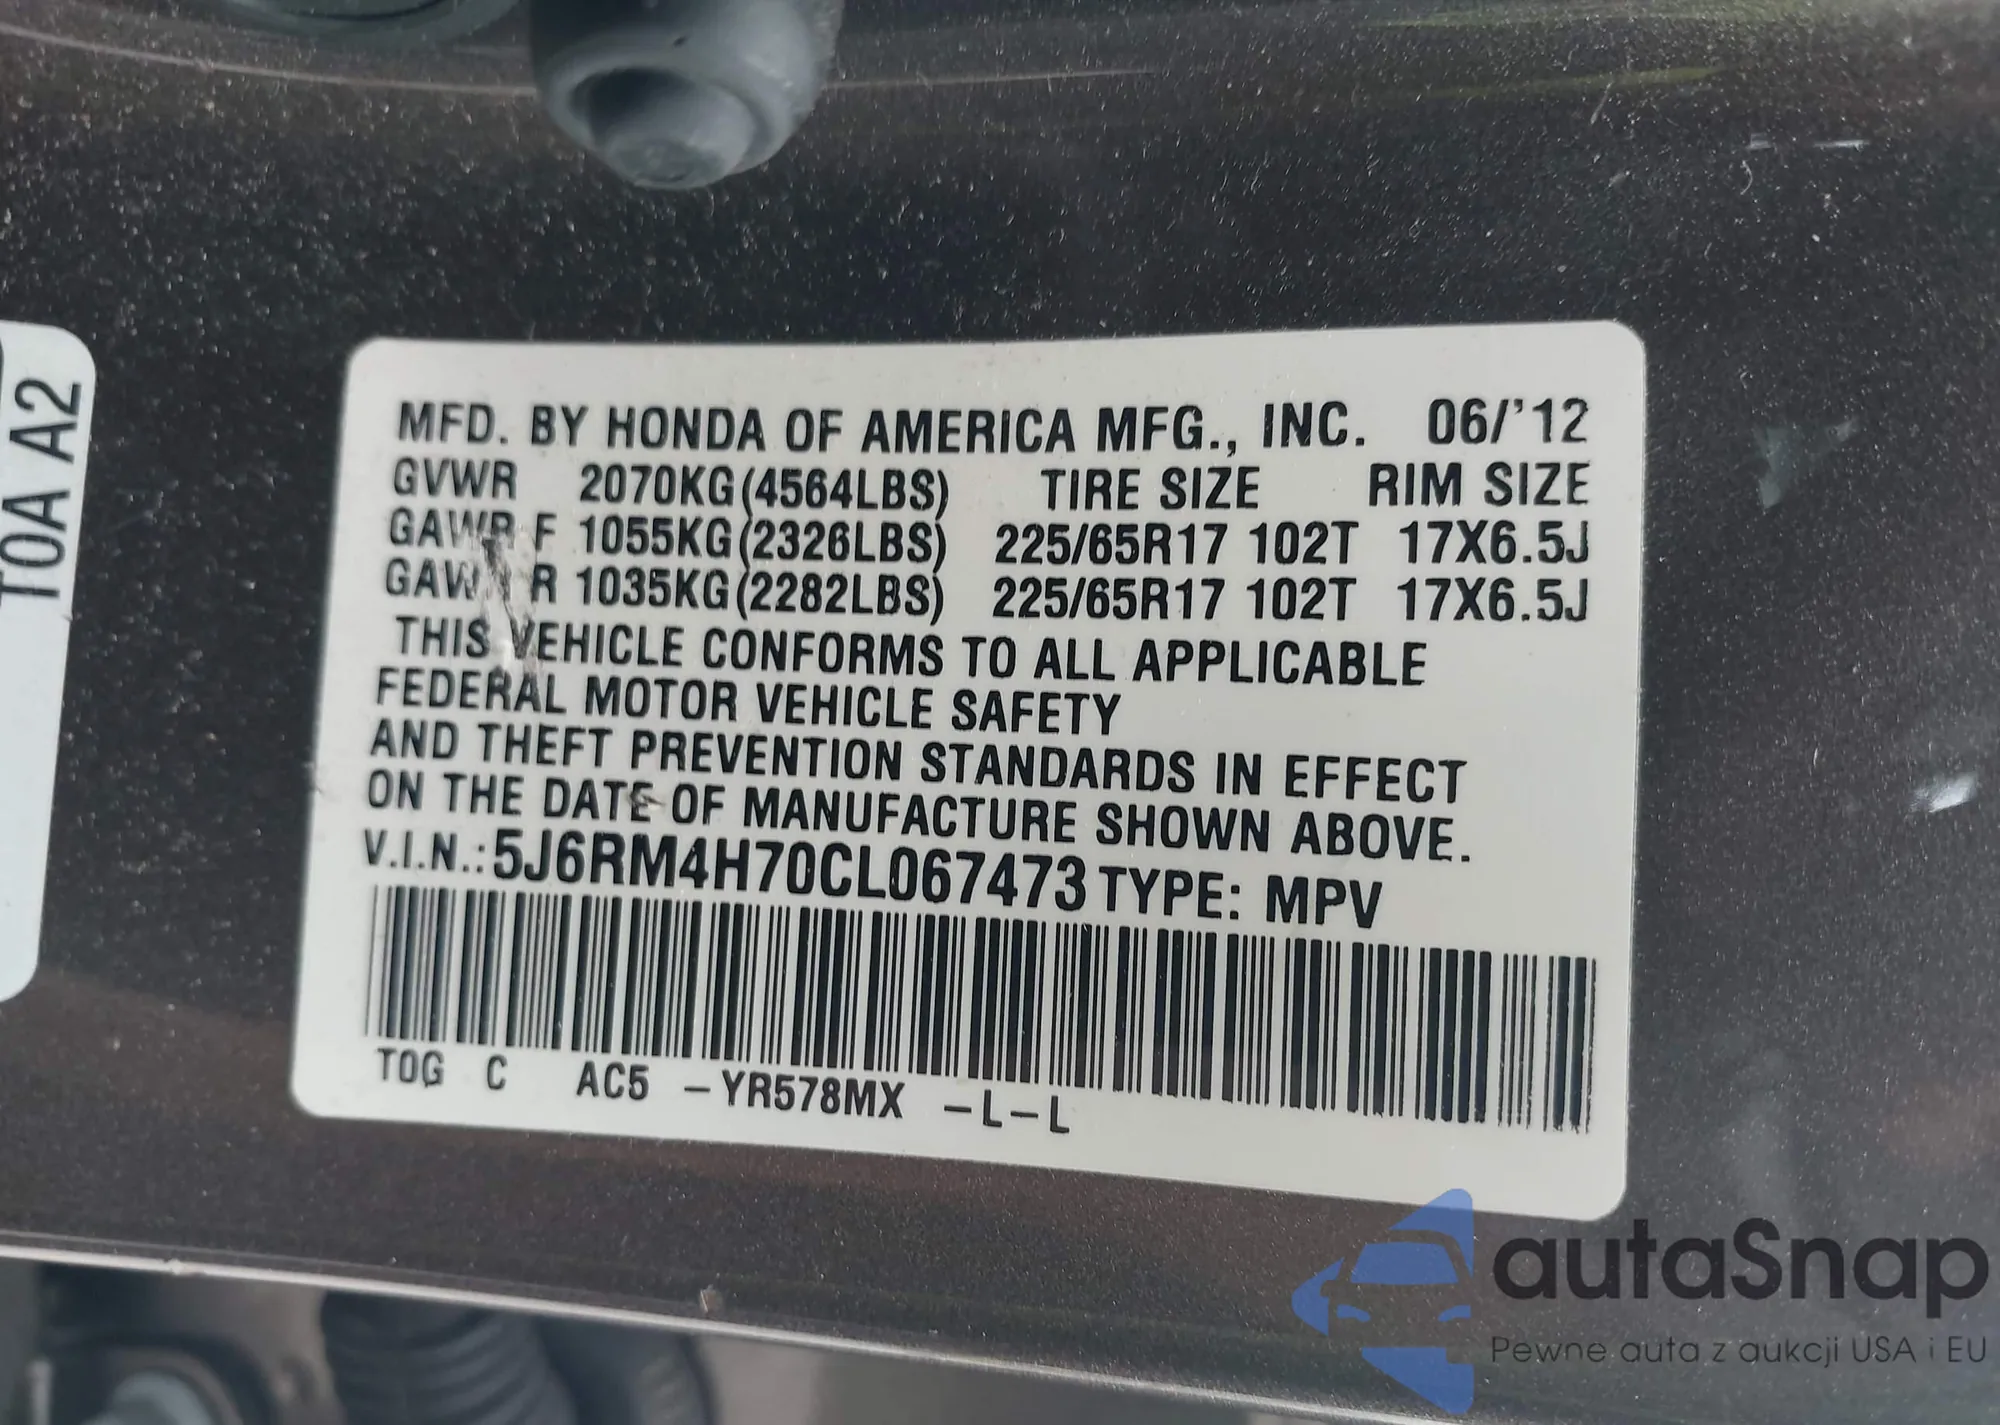 MFD. BY HONDA OF AMERICA MFG., INC. 06/'12
GVWR 2070KG(4564LBS) TIRE SIZE RIM SIZE
GAWR F 1055KG(2326LBS) 225/65R17 102T 17X6.5J
GAW R 1035KG(2282LBS) 225/65R17 102T 17X6.5J
THIS VEHICLE CONFORMS TO ALL APPLICABLE
FEDERAL MOTOR VEHICLE SAFETY
AND THEFT PREVENTION STANDARDS IN EFFECT
ON THE DATE OF MANUFACTURE SHOWN ABOVE.
V.I.N.:5J6RM4H70CL067473 TYPE: MPV
T0G C AC5 -YR578MX -L-L
T0A A2
autaSnap
Pewne auta z aukcji USA i EU